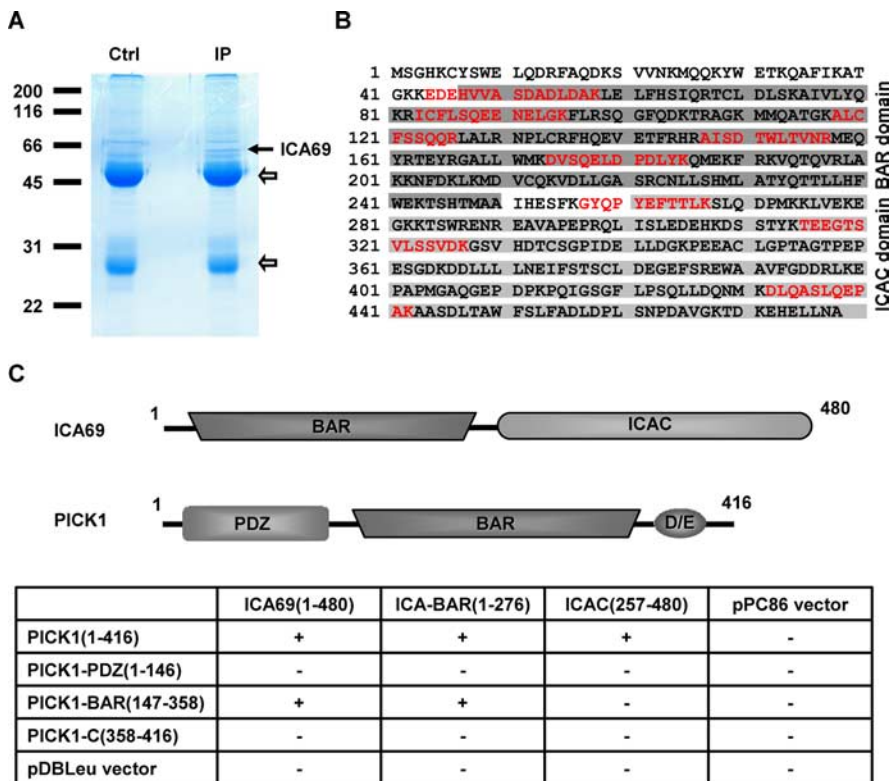 A
Ctrl IP
200
116
66
45
31
22
ICA69
B
1 MSGHKCYSWE LQDRFAQDKS VVNKMQQKYW ETKQAFIKAT
41 GKKEDEHVVA SDADLDAKLE LFHSIQRTCL DLSKAIVLYQ
81 KRICFLSQEE NELGKFLRSQ GFQDKTRAGK MMQATGKALC
121 FSSQQRLALR NPLCRFHQEV ETFRHRAISD TWLTVNRMEQ
161 YRTEYRGALL WMKDVSQELD PDLYKQMEKF RKVQTQVRLA
201 KKNFDKLKMD VCQKVDLLGA SRCNLLSHML ATYQTTLLHF
241 WEKTSHTMAA IHESFKGYQP YEFTTLKSLQ DPMKKLVEKE
281 GKKTSWRENR EAVAPEPRQL ISLEDEHKDS STYKTEEGTS
321 VLSSVDKGSV HDTCSGPIDE LLDGKPEEAC LGPTAGTPEP
361 ESGDKDDLLL LNEIFSTSCL DEGEFSREWA AVFGDDRLKE
401 PAPMGAQGEP DPKPQIGSGF LPSQLLDQNM KDLQASLQEP
441 AKAASDLTAW FSLFADLDPL SNPDAVGKTD KEHELLNA
BAR domain
ICAC domain
C
ICA69 1 BAR ICAC 480
PICK1 1 PDZ BAR D/E 416
ICA69(1-480) ICA-BAR(1-276) ICAC(257-480) pPC86 vector
PICK1(1-416) + + + -
PICK1-PDZ(1-146) - - - -
PICK1-BAR(147-358) + + - -
PICK1-C(358-416) - - - -
pDBLeu vector - - - -